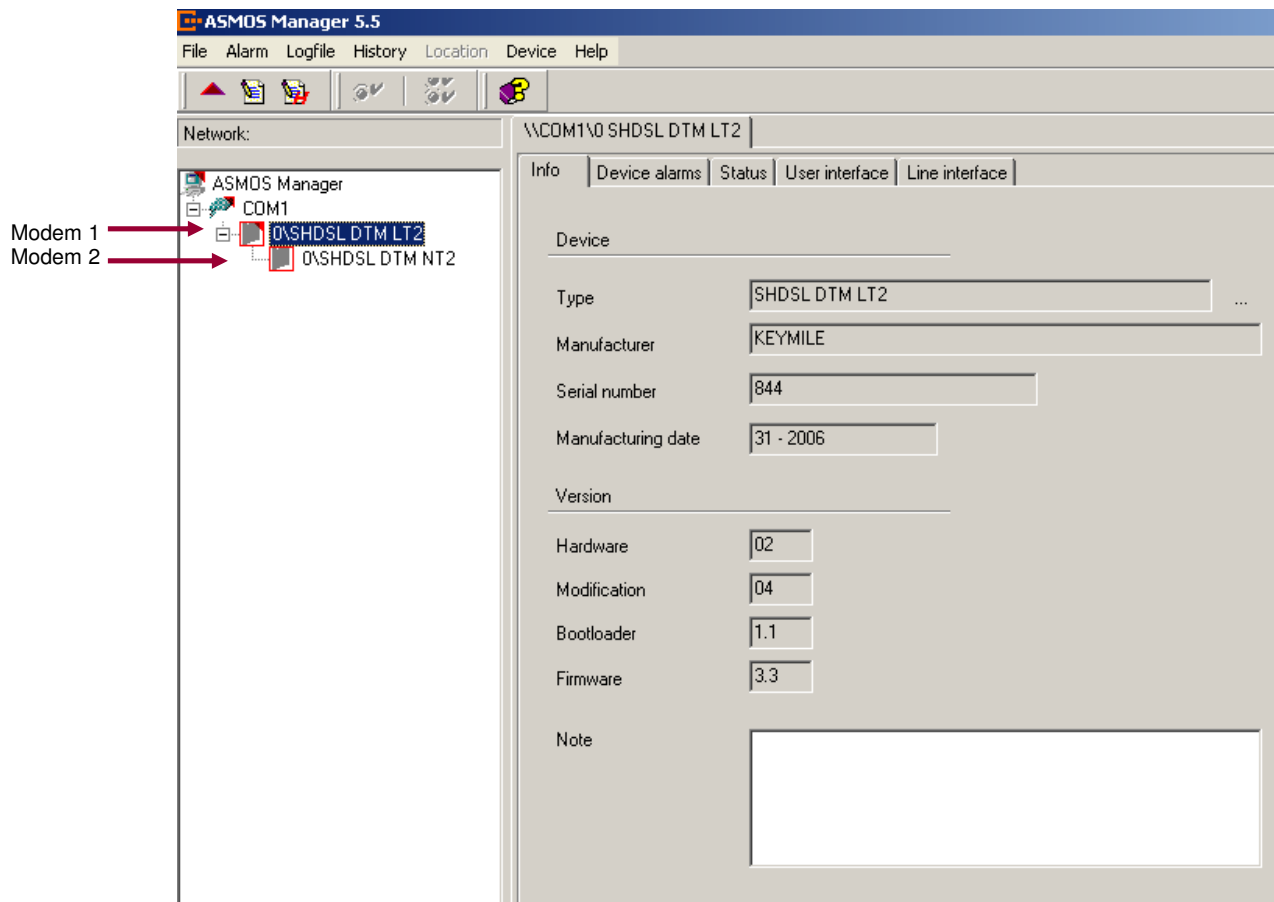 ASMOS Manager 5.5
File Alarm Logfile History Location Device Help
Network:
\\COM1\0 SHDSL DTM LT2
Info Device alarms Status User interface Line interface
ASMOS Manager
COM1
Modem 1
0\SHDSL DTM LT2
Modem 2
0\SHDSL DTM NT2
Device
Type SHDSL DTM LT2 ...
Manufacturer KEYMILE
Serial number 844
Manufacturing date 31 - 2006
Version
Hardware 02
Modification 04
Bootloader 1.1
Firmware 3.3
Note